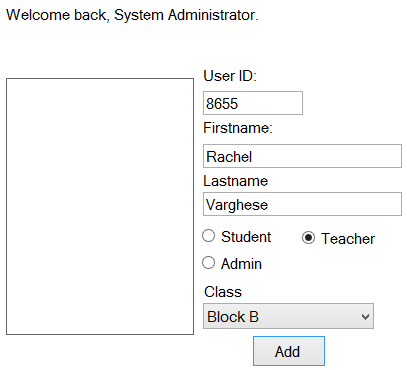 Welcome back, System Administrator.
User ID:
8655
Firstname:
Rachel
Lastname
Varghese
Student Teacher
Admin
Class
Block B
Add